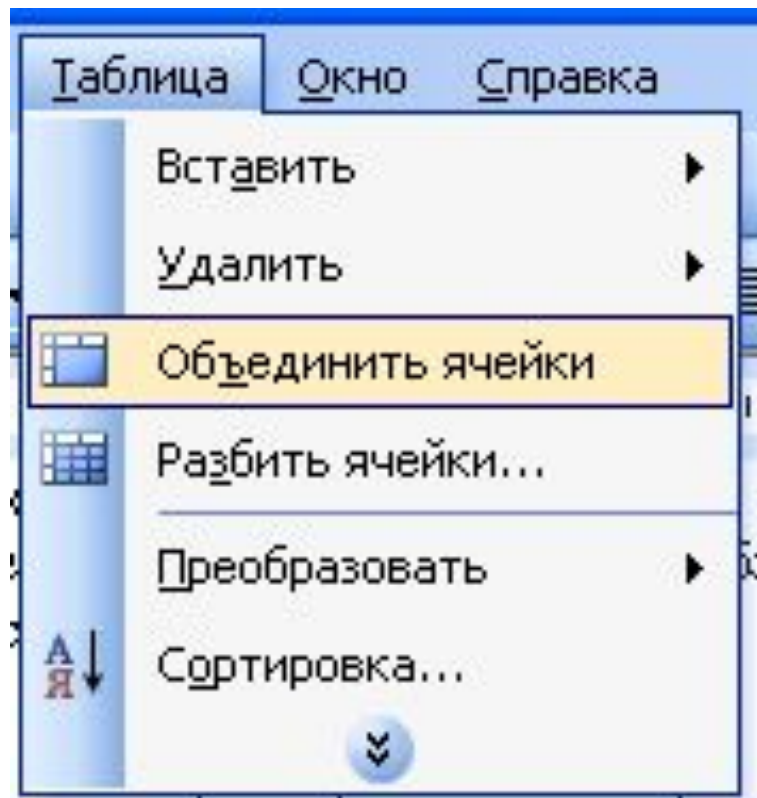 Таблица Окно Справка
Вставить
Удалить
Объединить ячейки
Разбить ячейки...
Преобразовать
Сортировка...